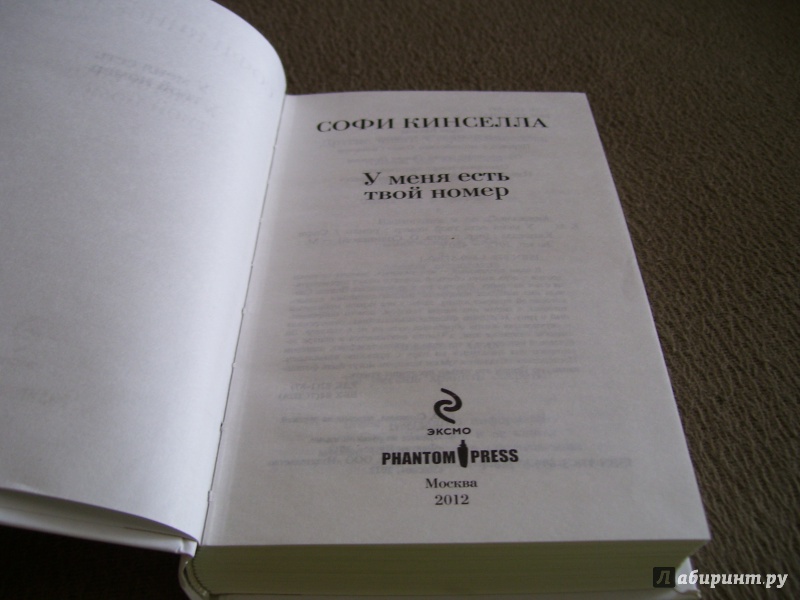 СОФИ КИНСЕЛЛА
У меня есть
твой номер
ЭКСМО
PHANTOM PRESS
Москва
2012
Лабиринт.ру